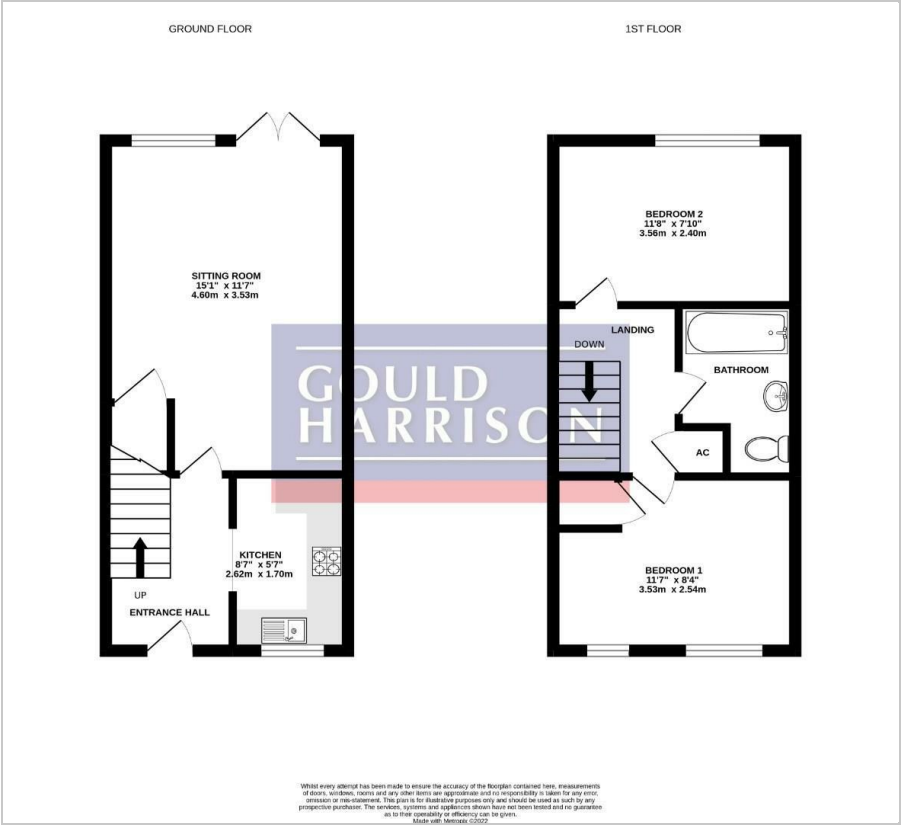 GROUND FLOOR
1ST FLOOR
SITTING ROOM
15'1" x 11'7"
4.60m x 3.53m
BEDROOM 2
11'8" x 7'10"
3.56m x 2.40m
LANDING
DOWN
BATHROOM
GOULD
HARRISON
AC
KITCHEN
8'7" x 5'7"
2.62m x 1.70m
UP
ENTRANCE HALL
BEDROOM 1
11'7" x 8'4"
3.53m x 2.54m
Whilst every attempt has been made to ensure the accuracy of the floorplan contained here, measurements
of doors, windows, rooms and any other items are approximate and no responsibility is taken for any error,
omission or mis-statement. This plan is for illustrative purposes only and should be used as such by any
prospective purchaser. The services, systems and appliances shown have not been tested and no guarantee
as to their operability or efficiency can be given.
Made with Metropix ©2022